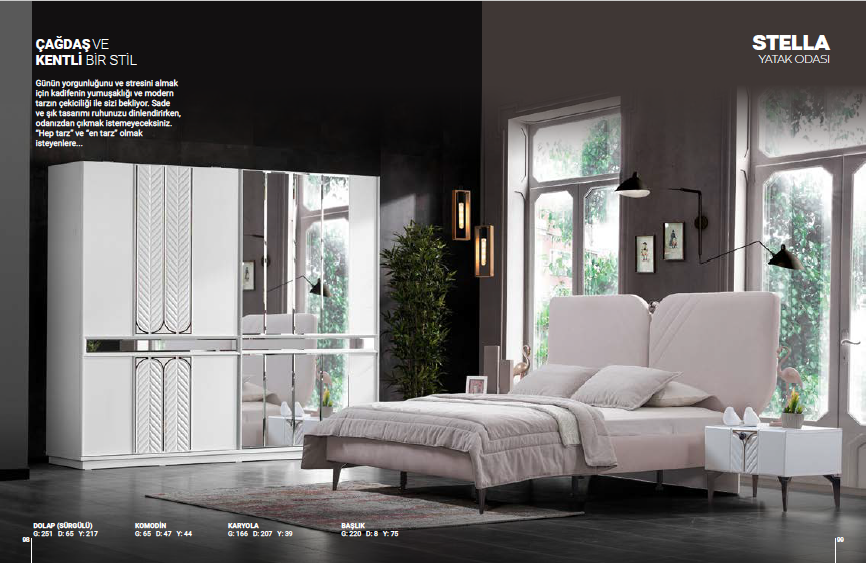 ÇAĞDAŞ VE
KENTLİ BİR STİL
Günün yorgunluğunu ve stresini almak
için kadifenin yumuşaklığı ve modern
tarzın çekiciliği ile sizi bekliyor. Sade
ve şık tasarımı ruhunuzu dinlendirirken,
odanızdan çıkmak istemeyeceksiniz.
“Hep tarz” ve “en tarz” olmak
isteyenlere...
STELLA
YATAK ODASI
DOLAP (SÜRGÜLÜ)
G: 251 D: 65 Y: 217
KOMODİN
G: 65 D: 47 Y: 44
KARYOLA
G: 166 D: 207 Y: 39
BAŞLIK
G: 220 D: 8 Y: 75
98
99